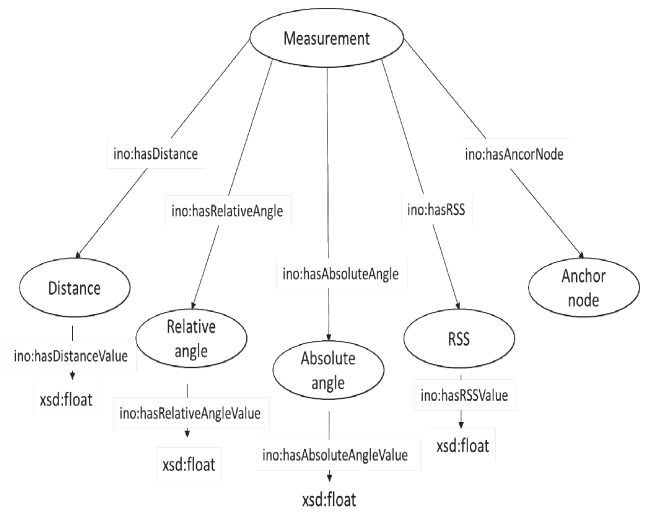 Measurement
ino:hasDistance
ino:hasAncorNode
ino:hasRelativeAngle
ino:hasRSS
ino:hasAbsoluteAngle
Distance
Anchor
node
Relative
angle
RSS
Absolute
angle
ino:hasDistanceValue
xsd:float
ino:hasRelativeAngleValue
xsd:float
ino:hasRSSValue
xsd:float
ino:hasAbsoluteAngleValue
xsd:float